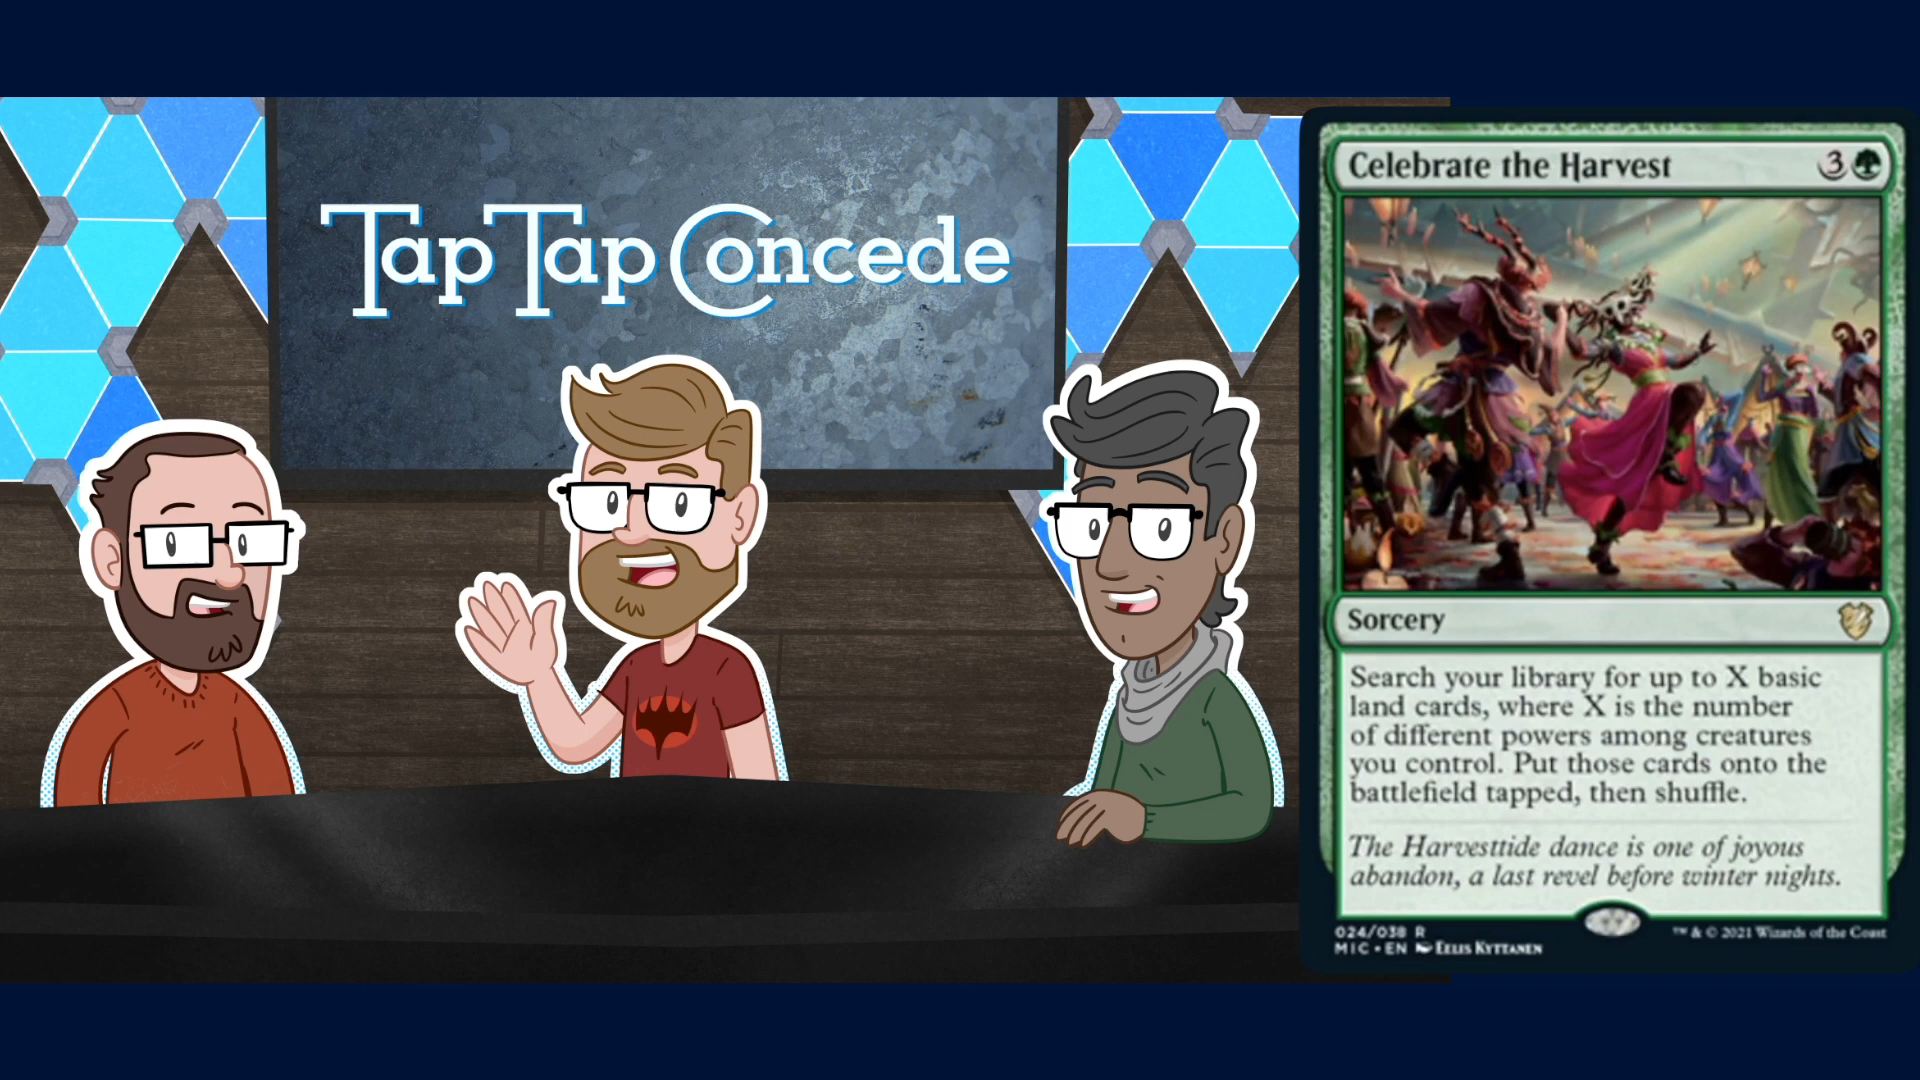 Tap Tap Concede
Celebrate the Harvest 3
Sorcery
Search your library for up to X basic
land cards, where X is the number
of different powers among creatures
you control. Put those cards onto the
battlefield tapped, then shuffle.
The Harvesttide dance is one of joyous
abandon, a last revel before winter nights.
024/038 R
MIC • EN EELIS KYTTANEN
™ & © 2021 Wizards of the Coast